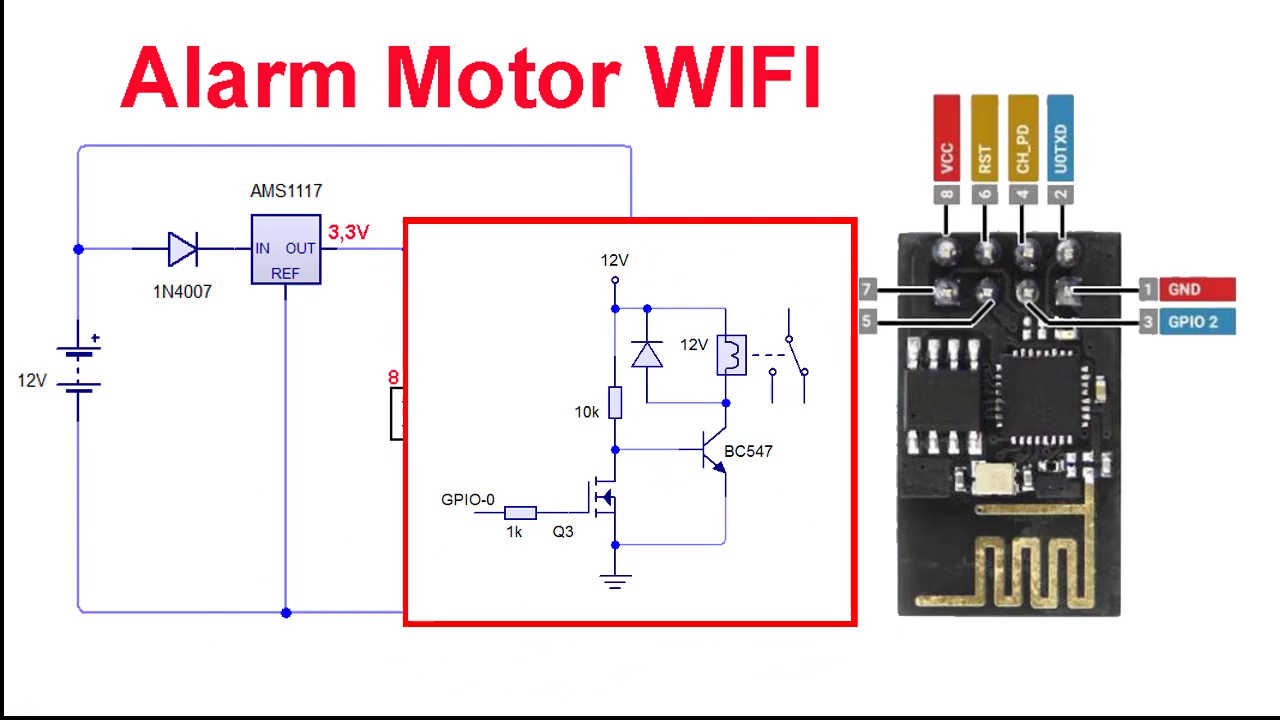 Alarm Motor WIFI
VCC
RST
CH_PD
U0TXD
8
6
4
2
AMS1117
IN OUT
REF
3,3V
1N4007
12V
8
12V
12V
10k
BC547
GPIO-0
1k
Q3
7
5
1 GND
3 GPIO 2